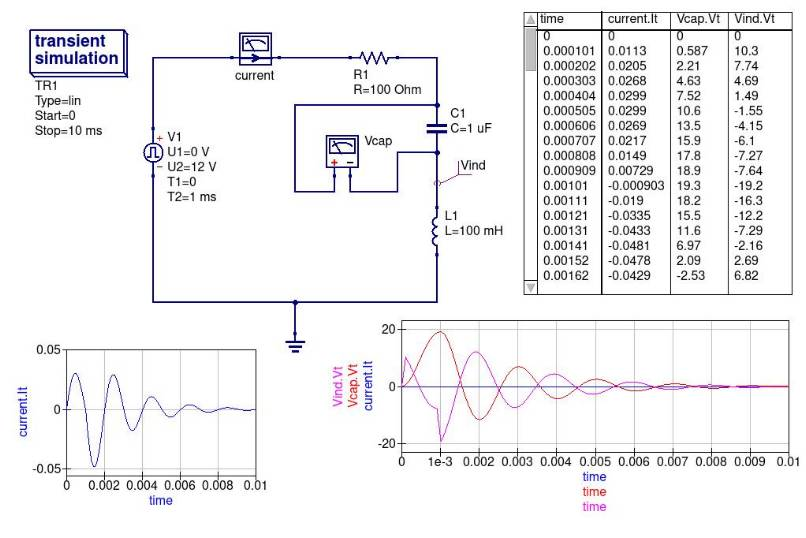 transient
simulation
TR1
Type=lin
Start=0
Stop=10 ms
current
R1
R=100 Ohm
V1
U1=0 V
U2=12 V
T1=0
T2=1 ms
+
−
Vcap
+ −
C1
C=1 uF
Vind
L1
L=100 mH
time current.It Vcap.Vt Vind.Vt
0 0 0 0
0.000101 0.0113 0.587 10.3
0.000202 0.0205 2.21 7.74
0.000303 0.0268 4.63 4.69
0.000404 0.0299 7.52 1.49
0.000505 0.0299 10.6 -1.55
0.000606 0.0269 13.5 -4.15
0.000707 0.0217 15.9 -6.1
0.000808 0.0149 17.8 -7.27
0.000909 0.00729 18.9 -7.64
0.00101 -0.000903 19.3 -19.2
0.00111 -0.019 18.2 -16.3
0.00121 -0.0335 15.5 -12.2
0.00131 -0.0433 11.6 -7.29
0.00141 -0.0481 6.97 -2.16
0.00152 -0.0478 2.09 2.69
0.00162 -0.0429 -2.53 6.82
0.05
0
-0.05
current.It
0 0.002 0.004 0.006 0.008 0.01
time
20
0
-20
Vind.Vt
Vcap.Vt
current.It
0 1e-3 0.002 0.003 0.004 0.005 0.006 0.007 0.008 0.009 0.01
time
time
time